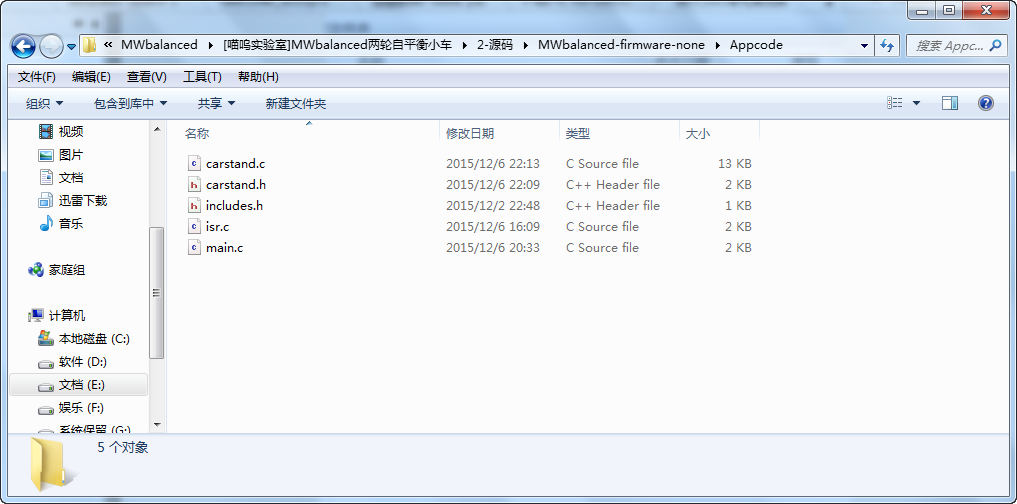 « MWbalanced ▸ [喵呜实验室]MWbalanced两轮自平衡小车 ▸ 2-源码 ▸ MWbalanced-firmware-none ▸ Appcode
搜索 Appc...
文件(F) 编辑(E) 查看(V) 工具(T) 帮助(H)
组织 包含到库中 共享 新建文件夹
视频
图片
文档
迅雷下载
音乐
家庭组
计算机
本地磁盘 (C:)
软件 (D:)
文档 (E:)
娱乐 (F:)
系统保留 (G:)
名称 修改日期 类型 大小
carstand.c 2015/12/6 22:13 C Source file 13 KB
carstand.h 2015/12/6 22:09 C++ Header file 2 KB
includes.h 2015/12/2 22:48 C++ Header file 1 KB
isr.c 2015/12/6 16:09 C Source file 2 KB
main.c 2015/12/6 20:33 C Source file 2 KB
5 个对象